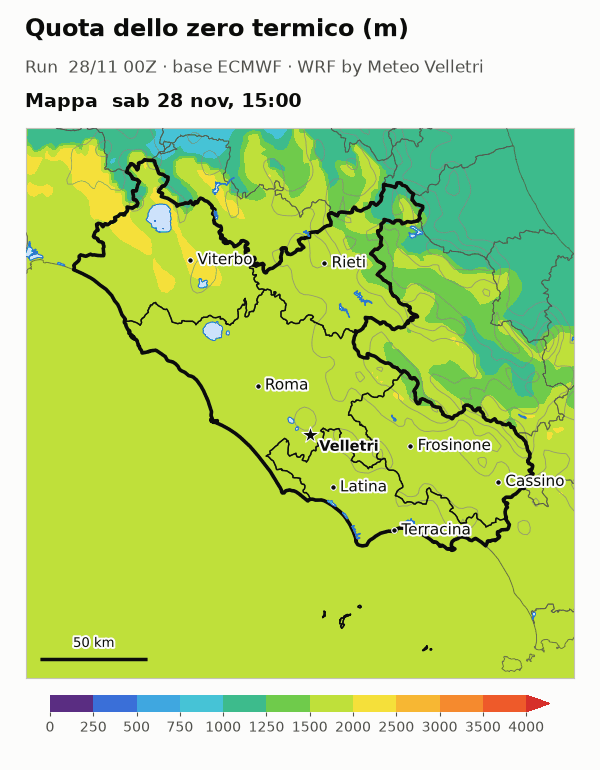 Quota dello zero termico (m)
Run  28/11 00Z · base ECMWF · WRF by Meteo Velletri
Mappa  sab 28 nov, 15:00
Viterbo
Rieti
Roma
Velletri
Frosinone
Latina
Cassino
Terracina
50 km
0 250 500 750 1000 1250 1500 2000 2500 3000 3500 4000